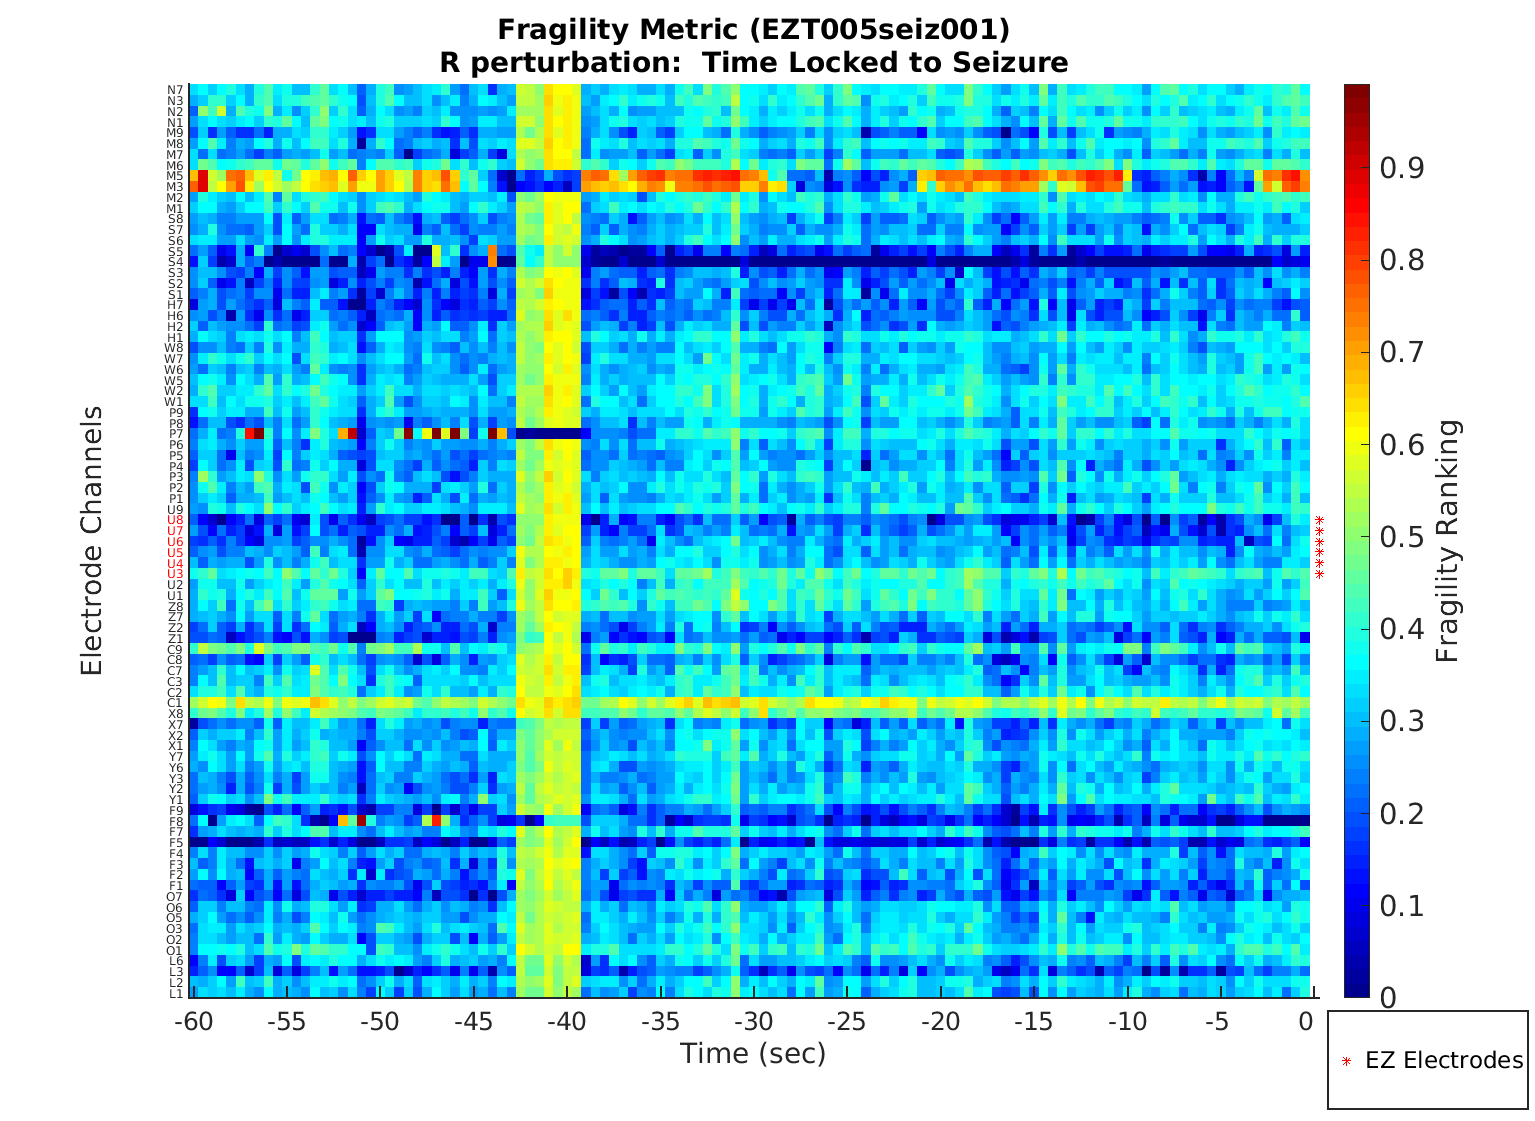 Fragility Metric (EZT005seiz001)
R perturbation:  Time Locked to Seizure
Electrode Channels
N7
N3
N2
N1
M9
M8
M7
M6
M5
M3
M2
M1
S8
S7
S6
S5
S4
S3
S2
S1
H7
H6
H2
H1
W8
W7
W6
W5
W2
W1
P9
P8
P7
P6
P5
P4
P3
P2
P1
U9
U8
U7
U6
U5
U4
U3
U2
U1
Z8
Z7
Z2
Z1
C9
C8
C7
C3
C2
C1
X8
X7
X2
X1
Y7
Y6
Y3
Y2
Y1
F9
F8
F7
F5
F4
F3
F2
F1
O7
O6
O5
O3
O2
O1
L6
L3
L2
L1
-60 -55 -50 -45 -40 -35 -30 -25 -20 -15 -10 -5 0
Time (sec)
0.9
0.8
0.7
0.6
0.5
0.4
0.3
0.2
0.1
0
Fragility Ranking
EZ Electrodes